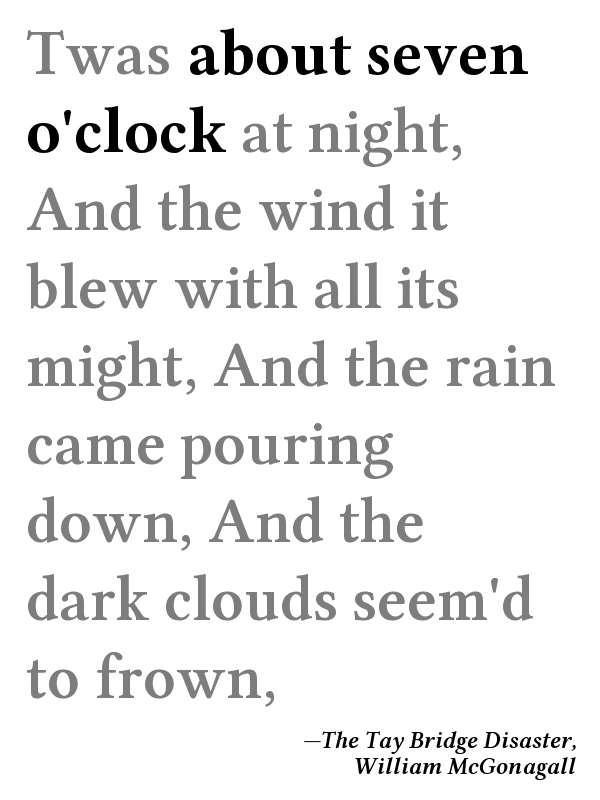 Twas about seven
o'clock at night,
And the wind it
blew with all its
might, And the rain
came pouring
down, And the
dark clouds seem'd
to frown,
—The Tay Bridge Disaster,
William McGonagall